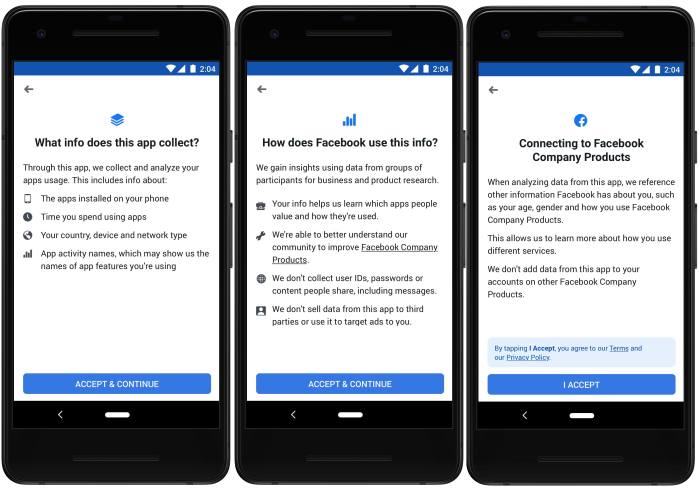 2:04
What info does this app collect?
Through this app, we collect and analyze your
apps usage. This includes info about:
The apps installed on your phone
Time you spend using apps
Your country, device and network type
App activity names, which may show us the
names of app features you're using
ACCEPT & CONTINUE
2:04
How does Facebook use this info?
We gain insights using data from groups of
participants for business and product research.
Your info helps us learn which apps people
value and how they're used.
We're able to better understand our
community to improve Facebook Company
Products.
We don't collect user IDs, passwords or
content people share, including messages.
We don't sell data from this app to third
parties or use it to target ads to you.
ACCEPT & CONTINUE
2:04
Connecting to Facebook
Company Products
When analyzing data from this app, we reference
other information Facebook has about you, such
as your age, gender and how you use Facebook
Company Products.
This allows us to learn more about how you use
different services.
We don't add data from this app to your
accounts on other Facebook Company
Products.
By tapping I Accept, you agree to our Terms and
our Privacy Policy.
I ACCEPT